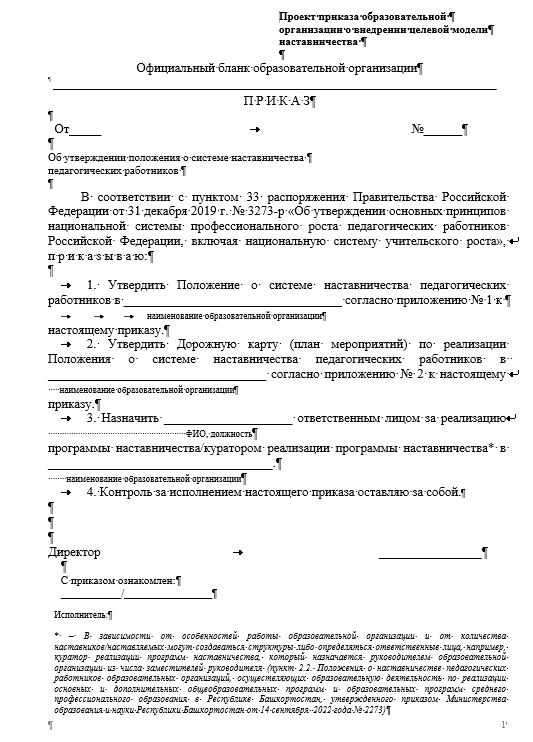 Проект приказа образовательной
организации о внедрении целевой модели
наставничества
Официальный бланк образовательной организации
П Р И К А З
От_____ №______
Об утверждении положения о системе наставничества
педагогических работников
В соответствии с пунктом 33 распоряжения Правительства Российской
Федерации от 31 декабря 2019 г. № 3273-р «Об утверждении основных принципов
национальной системы профессионального роста педагогических работников
Российской Федерации, включая национальную систему учительского роста»,
п р и к а з ы в а ю:
1. Утвердить Положение о системе наставничества педагогических
работников в___________________________________ согласно приложению № 1 к
наименование образовательной организации
настоящему приказу.
2. Утвердить Дорожную карту (план мероприятий) по реализации
Положения о системе наставничества педагогических работников в
___________________________________ согласно приложению № 2 к настоящему
наименование образовательной организации
приказу.
3. Назначить _____________________ ответственным лицом за реализацию
ФИО, должность
программы наставничества/куратором реализации программы наставничества* в
____________________________________.
наименование образовательной организации
4. Контроль за исполнением настоящего приказа оставляю за собой.
Директор _________________
С приказом ознакомлен:
__________/______________
Исполнитель:
* – В зависимости от особенностей работы образовательной организации и от количества
наставников/наставляемых могут создаваться структуры либо определяться ответственные лица, например,
куратор реализации программ наставничества, который назначается руководителем образовательной
организации из числа заместителей руководителя (пункт 2.2. Положения о наставничестве педагогических
работников образовательных организаций, осуществляющих образовательную деятельность по реализации
основных и дополнительных общеобразовательных программ и образовательных программ среднего
профессионального образования в Республике Башкортостан, утвержденного приказом Министерства
образования и науки Республики Башкортостан от 14 сентября 2022 года № 2273)
1